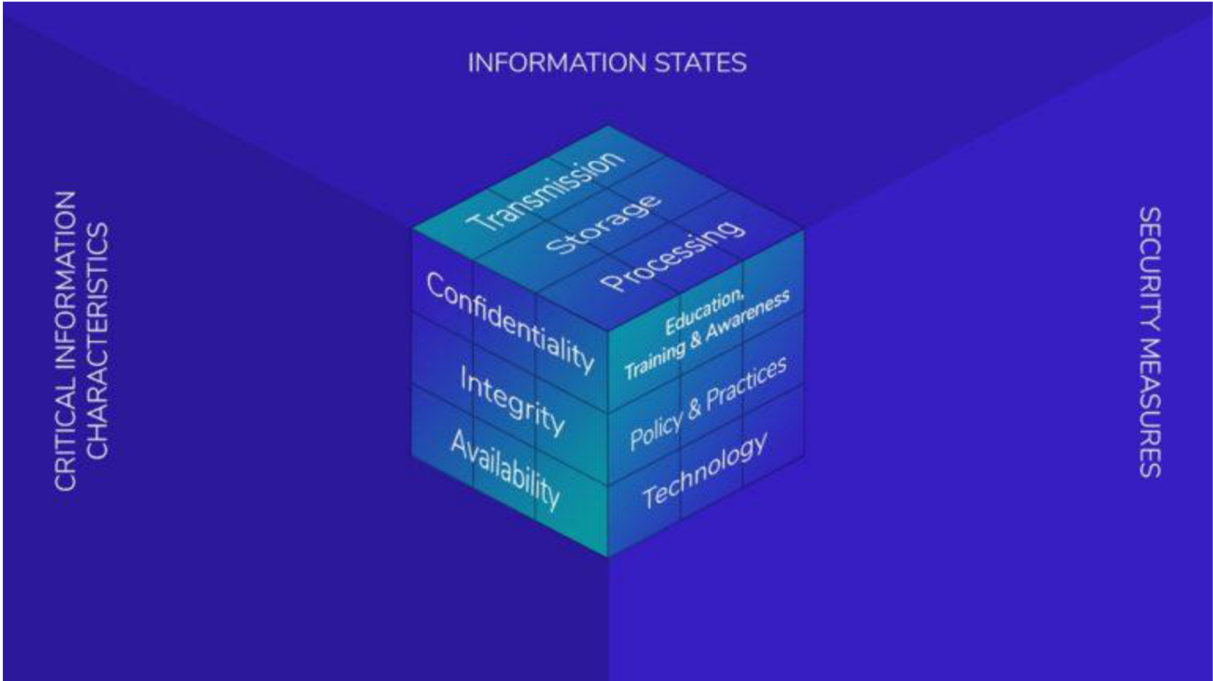 INFORMATION STATES
CRITICAL INFORMATION
CHARACTERISTICS
Transmission
Storage
Processing
Confidentiality
Integrity
Availability
Education,
Training & Awareness
Policy & Practices
Technology
SECURITY MEASURES